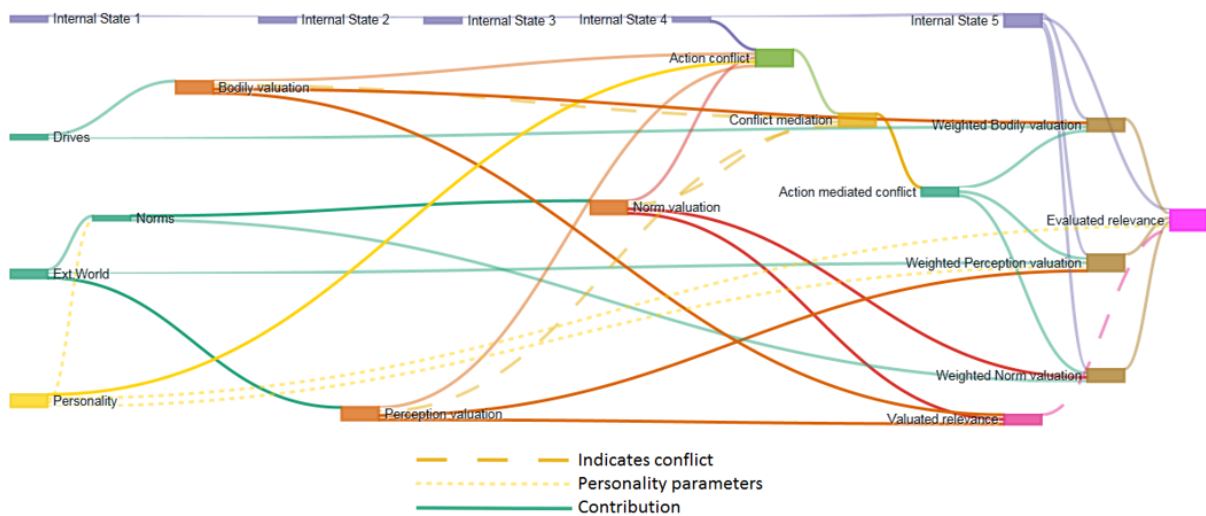 Internal State 1
Internal State 2
Internal State 3
Internal State 4
Internal State 5
Action conflict
Bodily valuation
Conflict mediation
Weighted Bodily valuation
Drives
Action mediated conflict
Norm valuation
Norms
Evaluated relevance
Weighted Perception valuation
Ext World
Weighted Norm valuation
Personality
Perception valuation
Valuated relevance
Indicates conflict
Personality parameters
Contribution